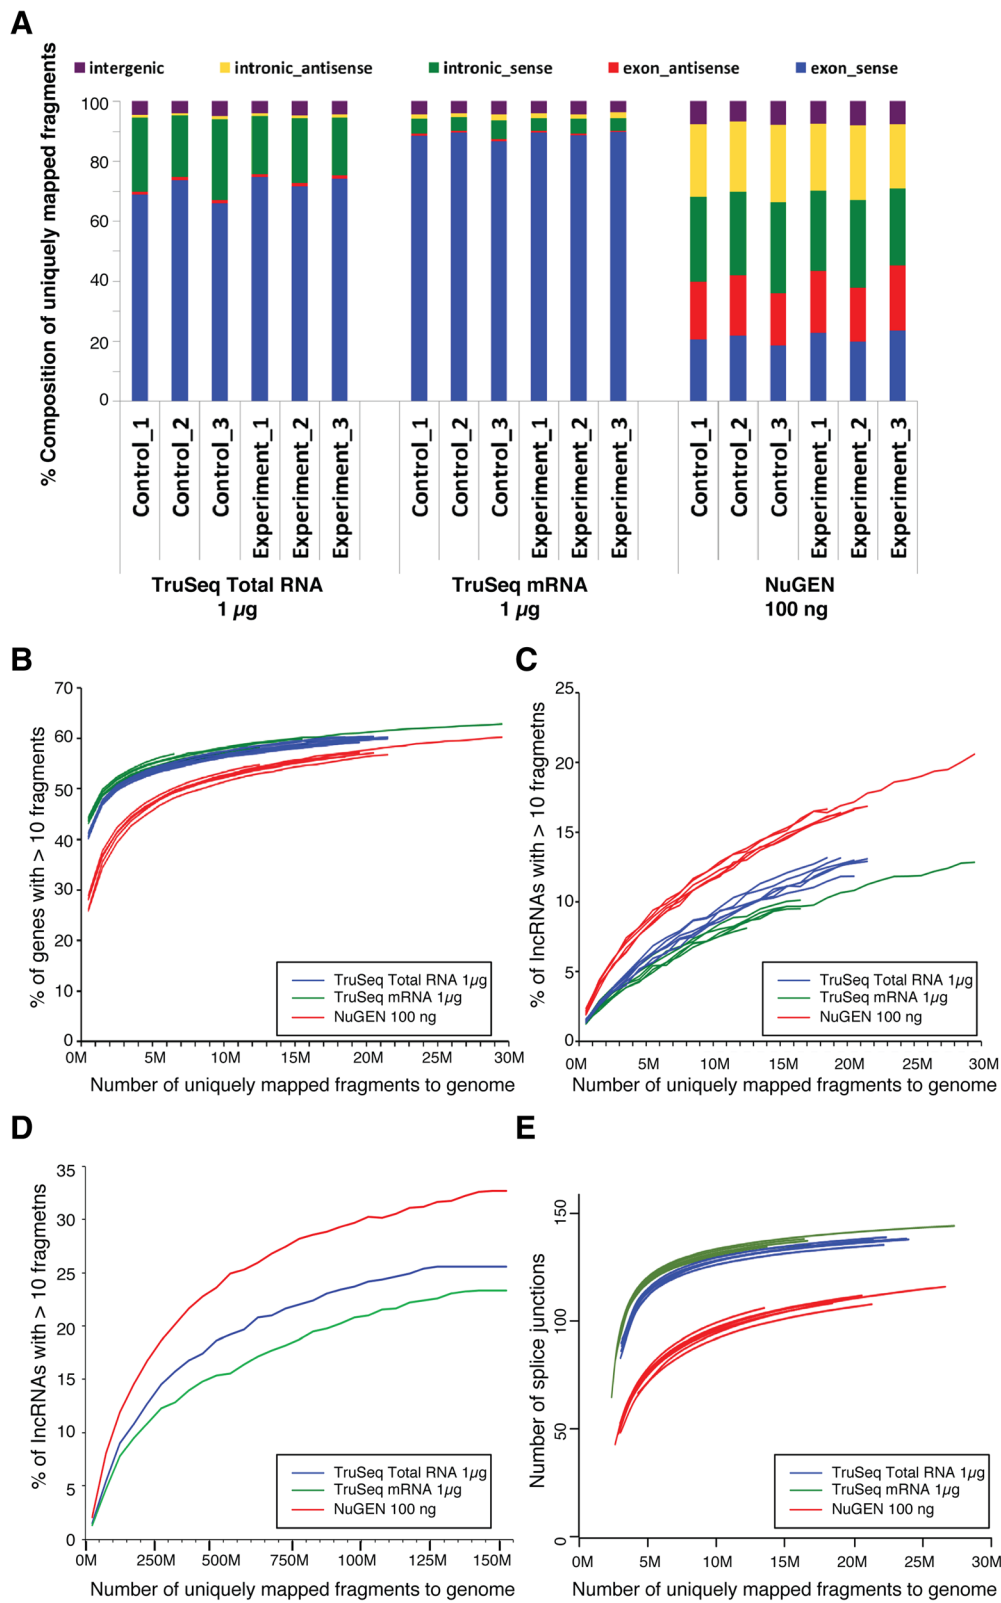 A
intergenic intronic_antisense intronic_sense exon_antisense exon_sense
% Composition of uniquely mapped fragments
100
80
60
40
20
0
Control_1 Control_2 Control_3 Experiment_1 Experiment_2 Experiment_3 Control_1 Control_2 Control_3 Experiment_1 Experiment_2 Experiment_3 Control_1 Control_2 Control_3 Experiment_1 Experiment_2 Experiment_3
TruSeq Total RNA TruSeq mRNA NuGEN
1 µg 1 µg 100 ng
B
% of genes with > 10 fragments
70
60
50
40
30
20
10
0
TruSeq Total RNA 1µg
TruSeq mRNA 1µg
NuGEN 100 ng
0M 5M 10M 15M 20M 25M 30M
Number of uniquely mapped fragments to genome
C
% of lncRNAs with > 10 fragmetns
25
20
15
10
5
0
TruSeq Total RNA 1µg
TruSeq mRNA 1µg
NuGEN 100 ng
0M 5M 10M 15M 20M 25M 30M
Number of uniquely mapped fragments to genome
D
% of lncRNAs with > 10 fragmetns
35
30
25
20
15
10
5
0
TruSeq Total RNA 1µg
TruSeq mRNA 1µg
NuGEN 100 ng
0M 250M 500M 750M 100M 125M 150M
Number of uniquely mapped fragments to genome
E
Number of splice junctions
150
100
50
0
TruSeq Total RNA 1µg
TruSeq mRNA 1µg
NuGEN 100 ng
0M 5M 10M 15M 20M 25M 30M
Number of uniquely mapped fragments to genome